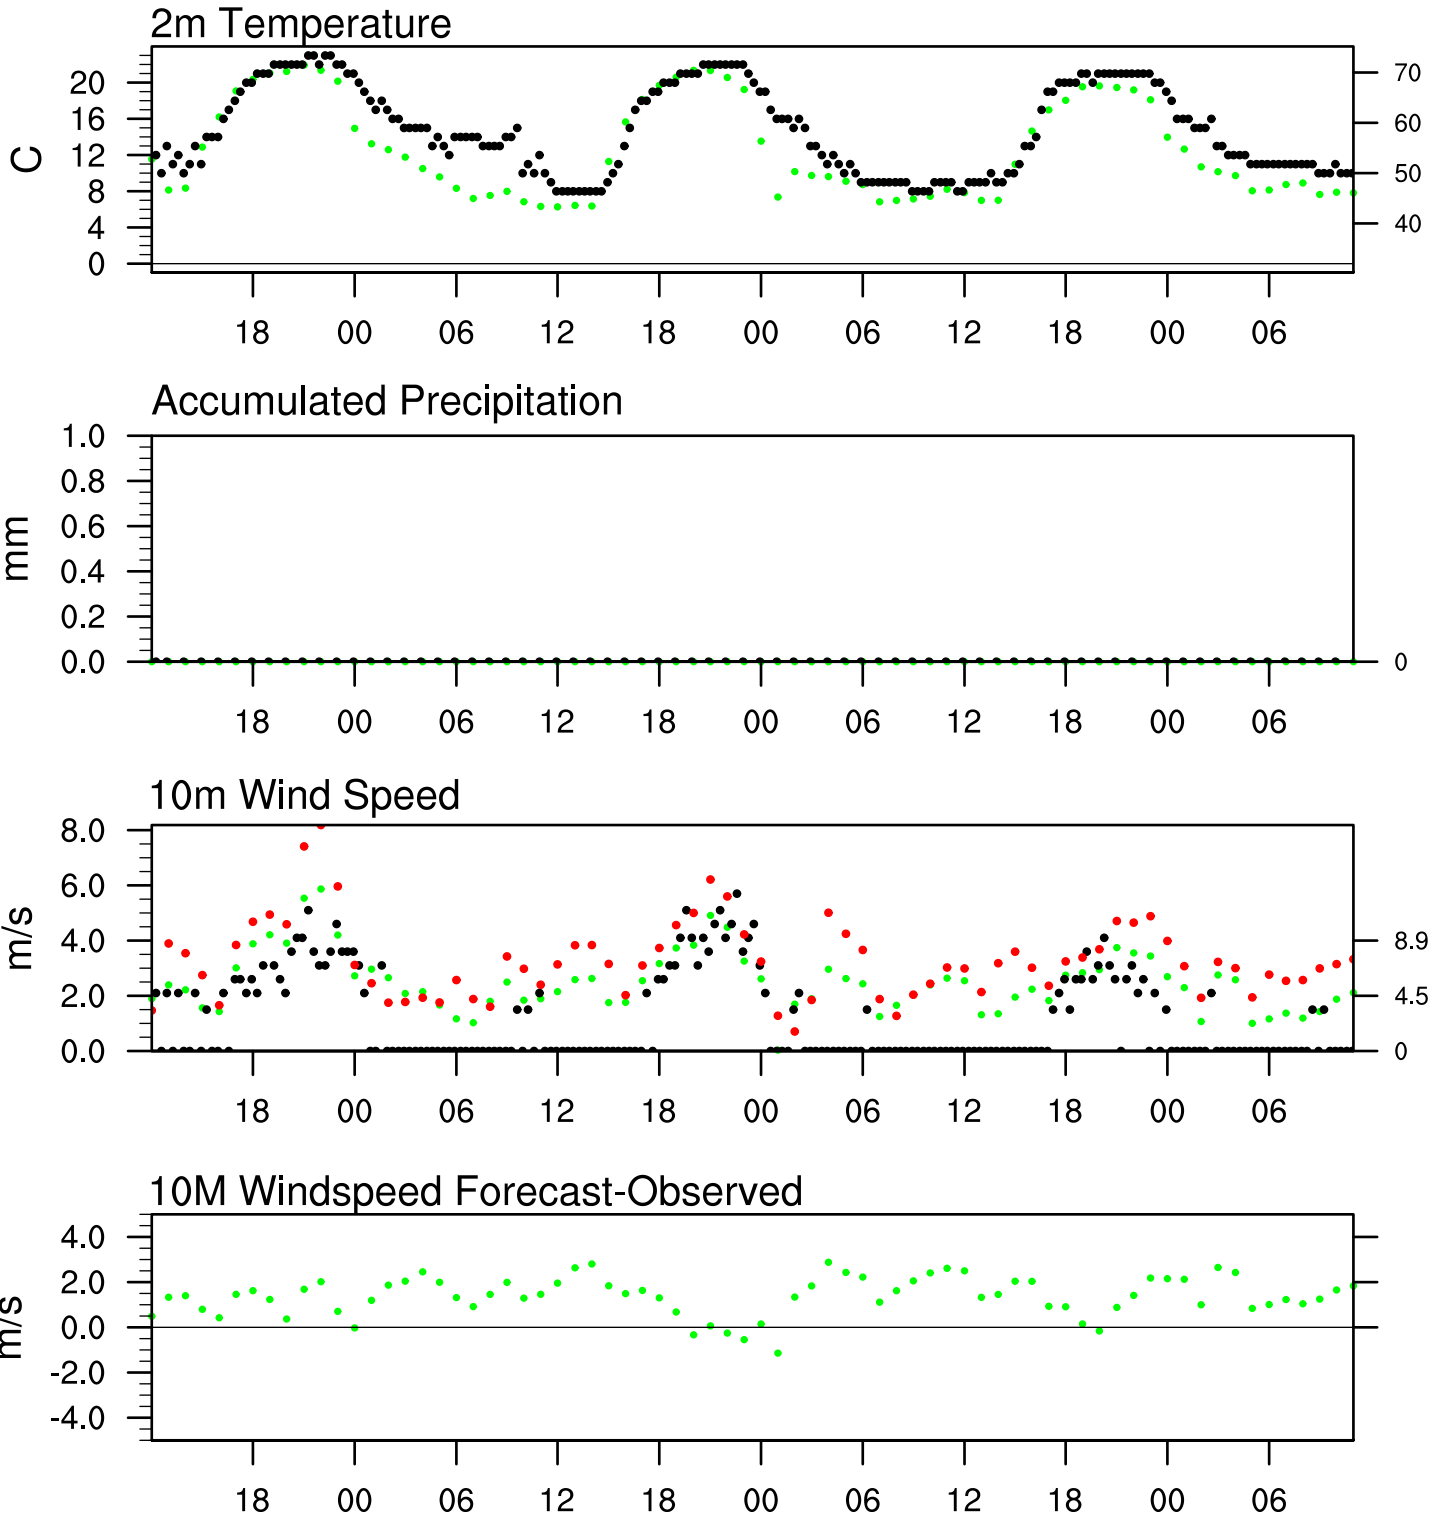 2m Temperature
C
20
16
12
8
4
0
70
60
50
40
18 00 06 12 18 00 06 12 18 00 06
Accumulated Precipitation
mm
1.0
0.8
0.6
0.4
0.2
0.0
0
18 00 06 12 18 00 06 12 18 00 06
10m Wind Speed
m/s
8.0
6.0
4.0
2.0
0.0
8.9
4.5
0
18 00 06 12 18 00 06 12 18 00 06
10M Windspeed Forecast-Observed
m/s
4.0
2.0
0.0
-2.0
-4.0
18 00 06 12 18 00 06 12 18 00 06